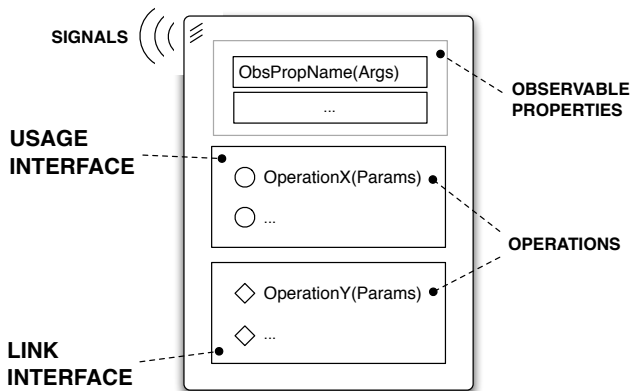 SIGNALS
ObsPropName(Args)
...
OBSERVABLE
PROPERTIES
USAGE
INTERFACE
OperationX(Params)
...
OPERATIONS
OperationY(Params)
...
LINK
INTERFACE